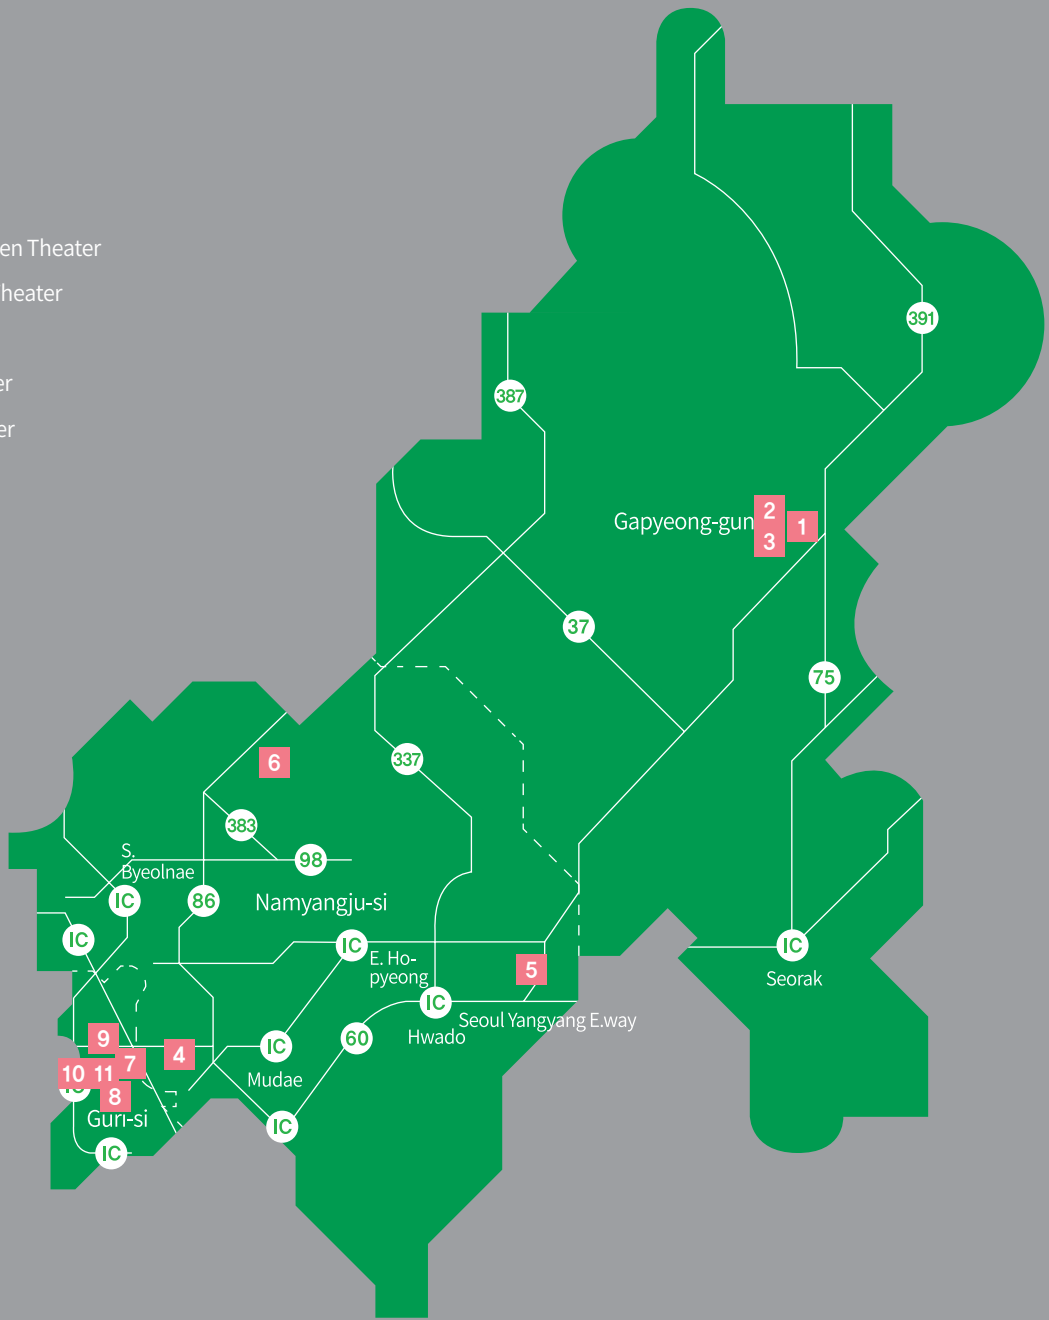 en Theater
heater
er
er
391
387
Gapyeong-gun
2
1
3
37
75
6
337
383
S.
Byeolnae
98
IC
86
Namyangju-si
IC
IC
E. Ho-
pyeong
5
IC
Seorak
IC
Hwado
Seoul Yangyang E.way
60
9
4
IC
Mudae
7
10
11
IC
8
Guri-si
IC
IC